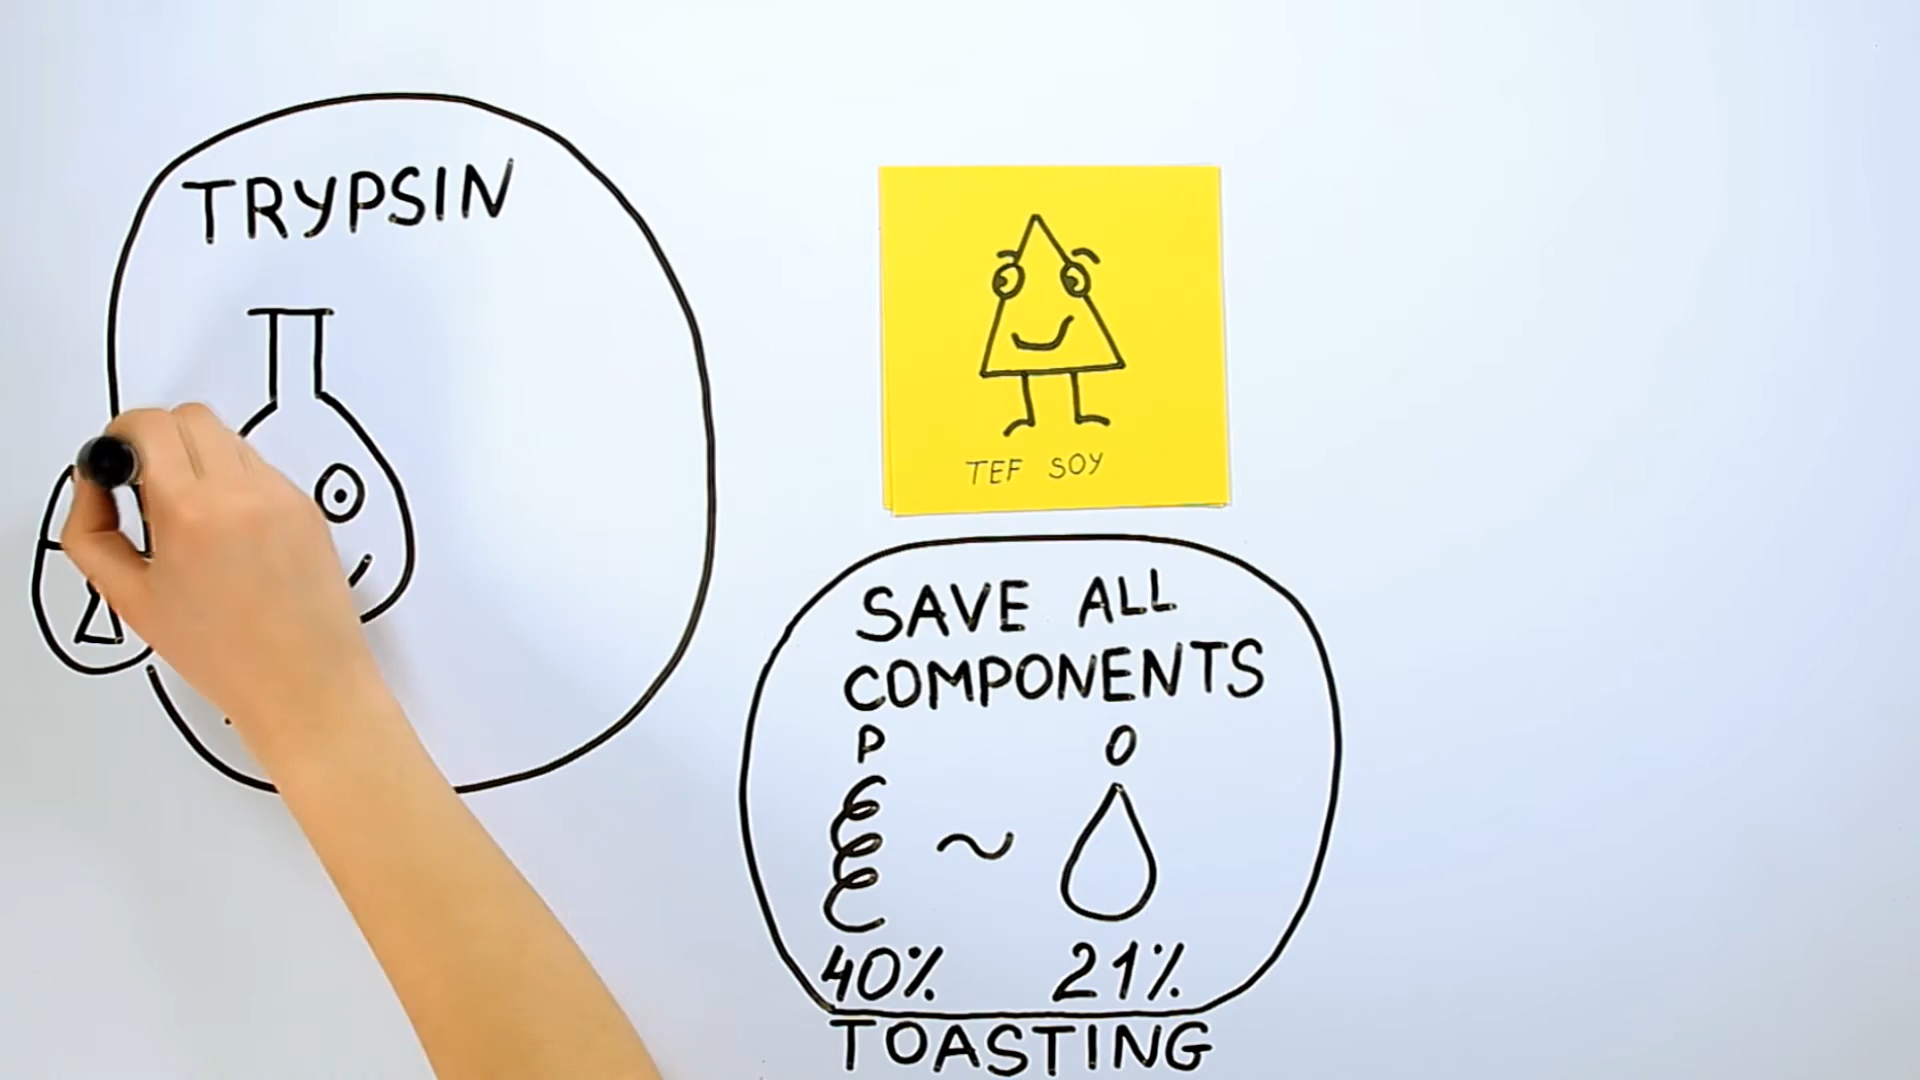 TRYPSIN
TEF SOY
SAVE ALL
COMPONENTS
P O
~
40% 21%
TOASTING